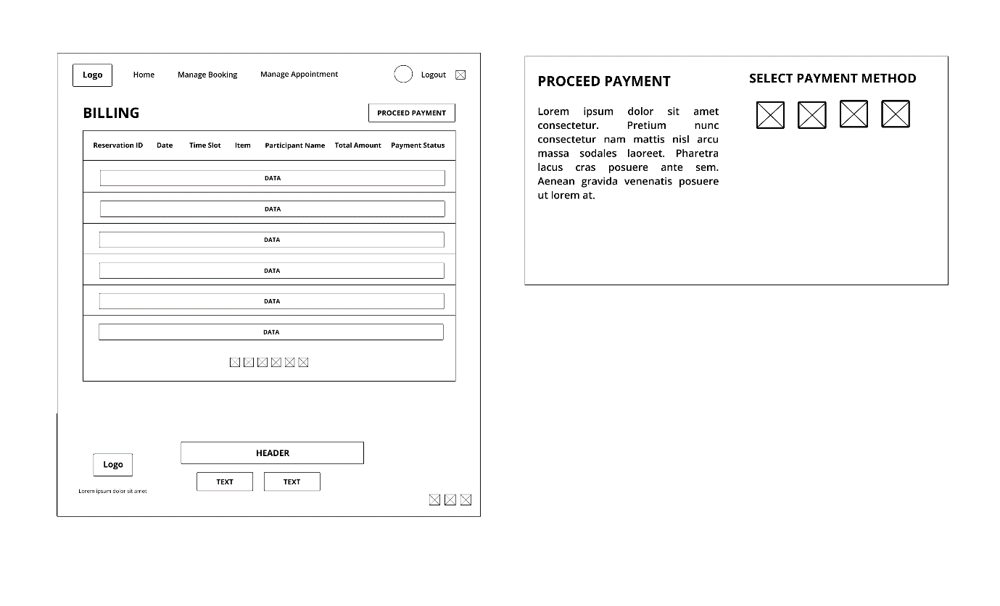 Logo Home Manage Booking Manage Appointment Logout
BILLING PROCEED PAYMENT
Reservation ID Date Time Slot Item Participant Name Total Amount Payment Status
DATA
DATA
DATA
DATA
DATA
DATA
HEADER
Logo
TEXT TEXT
Lorem ipsum dolor sit amet
PROCEED PAYMENT
Lorem ipsum dolor sit amet
consectetur. Pretium nunc
consectetur nam mattis nisl arcu
massa sodales laoreet. Pharetra
lacus cras posuere ante sem.
Aenean gravida venenatis posuere
ut lorem at.
SELECT PAYMENT METHOD